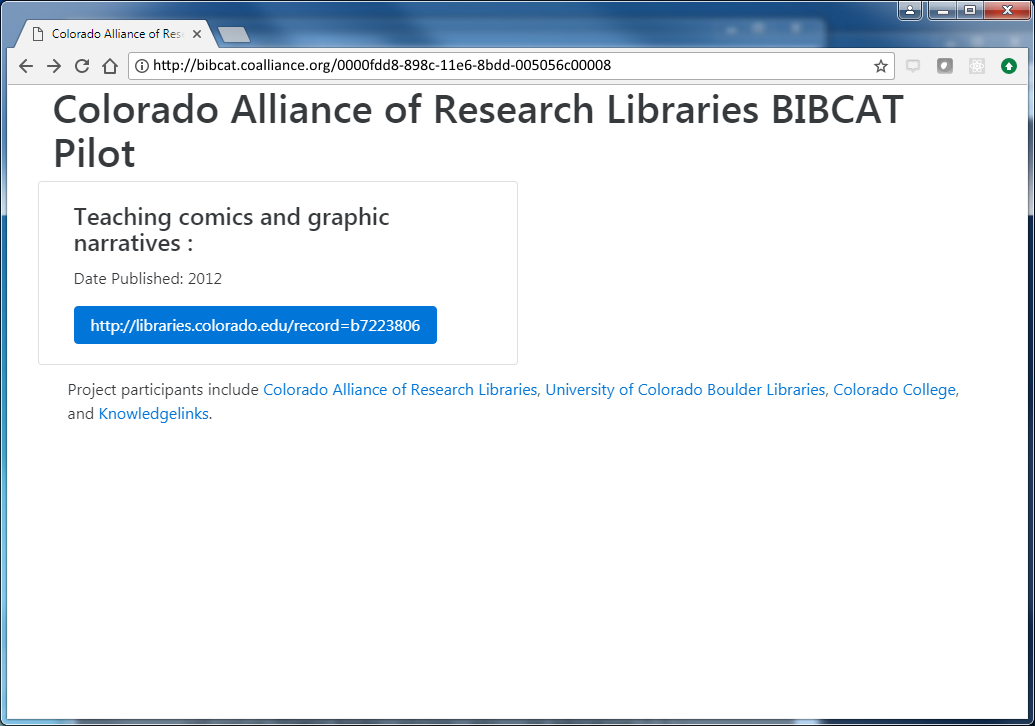 Colorado Alliance of Res
http://bibcat.coalliance.org/0000fdd8-898c-11e6-8bdd-005056c00008
Colorado Alliance of Research Libraries BIBCAT
Pilot
Teaching comics and graphic
narratives :
Date Published: 2012
http://libraries.colorado.edu/record=b7223806
Project participants include Colorado Alliance of Research Libraries, University of Colorado Boulder Libraries, Colorado College,
and Knowledgelinks.